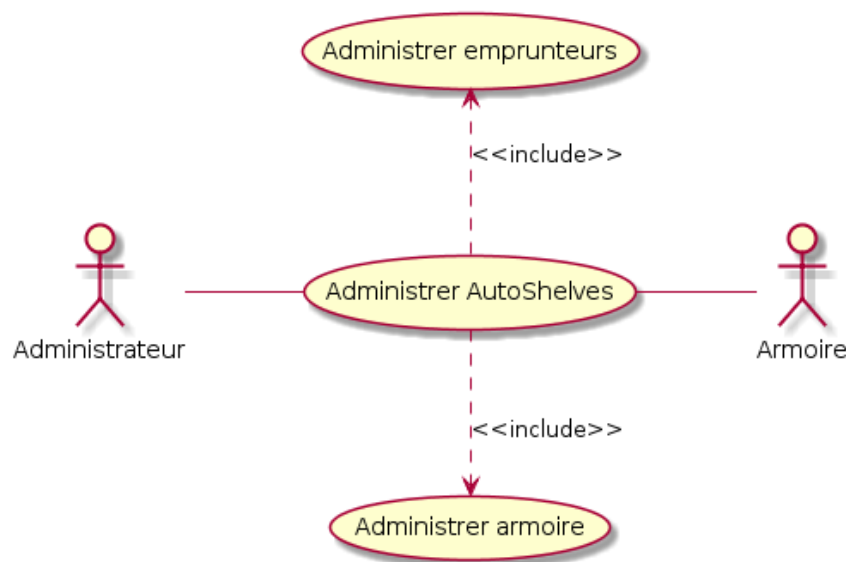 Administrer emprunteurs
<<include>>
Administrer AutoShelves
Administrateur
Armoire
<<include>>
Administrer armoire